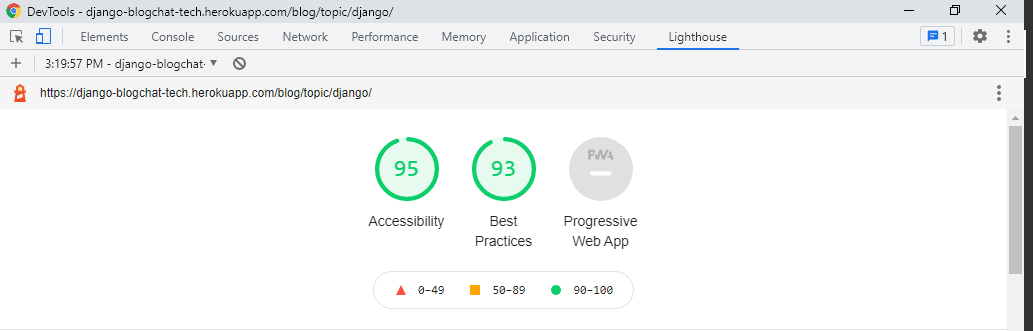 DevTools - django-blogchat-tech.herokuapp.com/blog/topic/django/
Elements Console Sources Network Performance Memory Application Security Lighthouse 1
3:19:57 PM - django-blogchat-
https://django-blogchat-tech.herokuapp.com/blog/topic/django/
95 93 PWA
Accessibility Best Progressive
Practices Web App
0–49 50–89 90–100